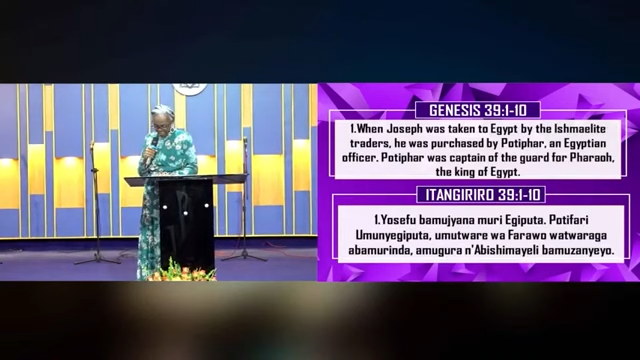 GENESIS 39:1-10
1.When Joseph was taken to Egypt by the Ishmaelite
traders, he was purchased by Potiphar, an Egyptian
officer. Potiphar was captain of the guard for Pharaoh,
the king of Egypt.
ITANGIRIRO 39:1-10
1.Yosefu bamujyana muri Egiputa. Potifari
Umunyegiputa, umutware wa Farawo watwaraga
abamurinda, amugura n'Abishimayeli bamuzanyeyo.